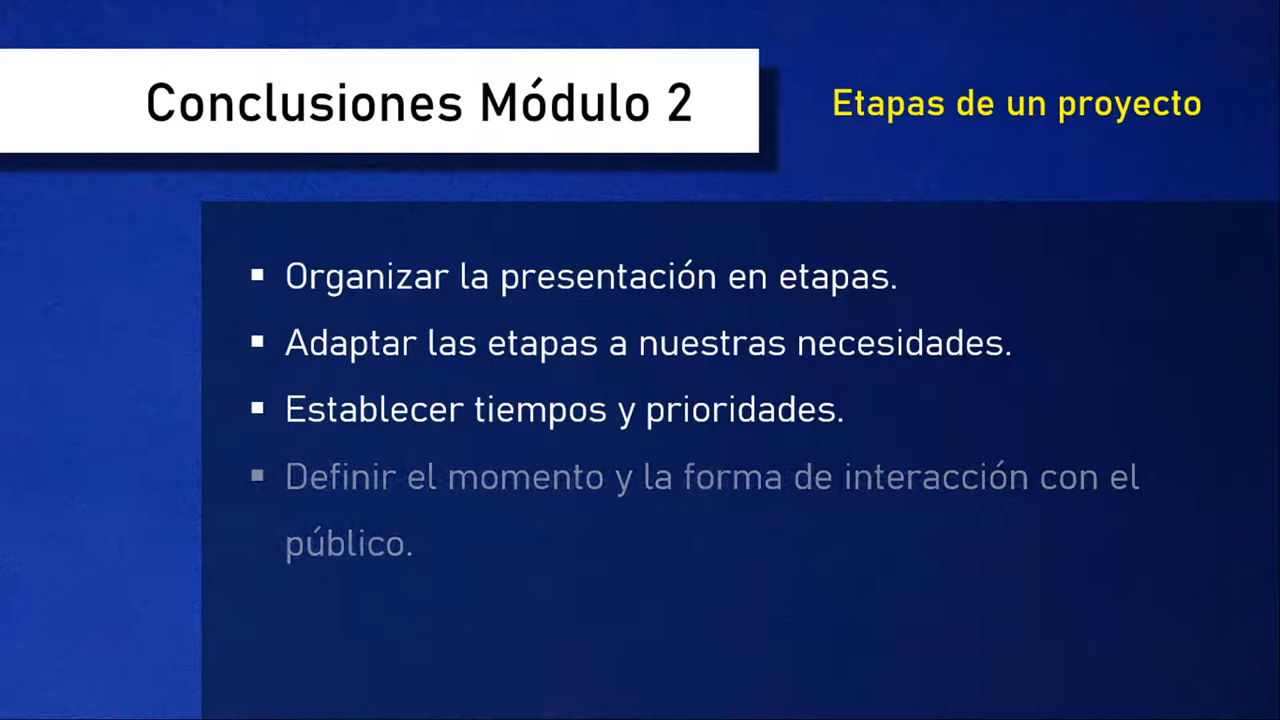 Conclusiones Módulo 2
Etapas de un proyecto
▪ Organizar la presentación en etapas.
▪ Adaptar las etapas a nuestras necesidades.
▪ Establecer tiempos y prioridades.
▪ Definir el momento y la forma de interacción con el
público.